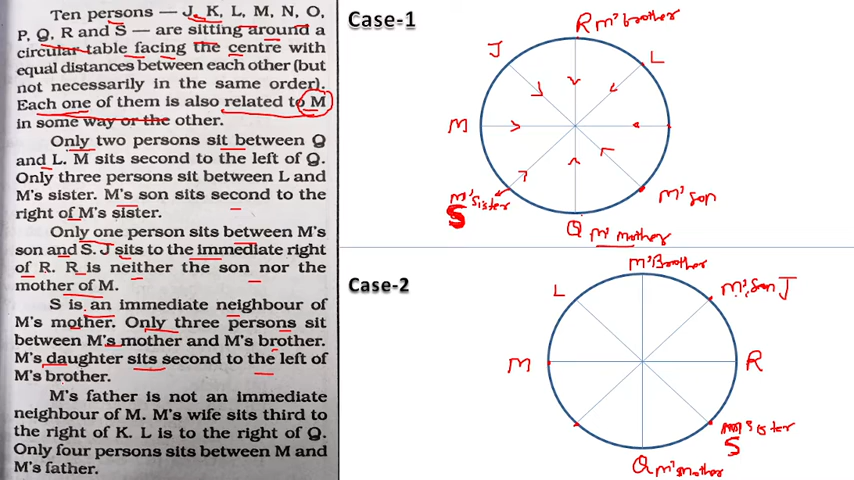 Ten persons — J, K, L, M, N, O,
P, Q, R and S — are sitting around a
circular table facing the centre with
equal distances between each other (but
not necessarily in the same order).
Each one of them is also related to M
in some way or the other.
Only two persons sit between Q
and L. M sits second to the left of Q.
Only three persons sit between L and
M's sister. M's son sits second to the
right of M's sister.
Only one person sits between M's
son and S. J sits to the immediate right
of R. R is neither the son nor the
mother of M.
S is an immediate neighbour of
M's mother. Only three persons sit
between M's mother and M's brother.
M's daughter sits second to the left of
M's brother.
M's father is not an immediate
neighbour of M. M's wife sits third to
the right of K. L is to the right of Q.
Only four persons sits between M and
M's father.
Case-1
R M's brother
J
L
M
M's sister
S
M's son
Q M's mother
Case-2
M's Brother
L
M's Son J
M
R
M's sister
S
Q M's mother